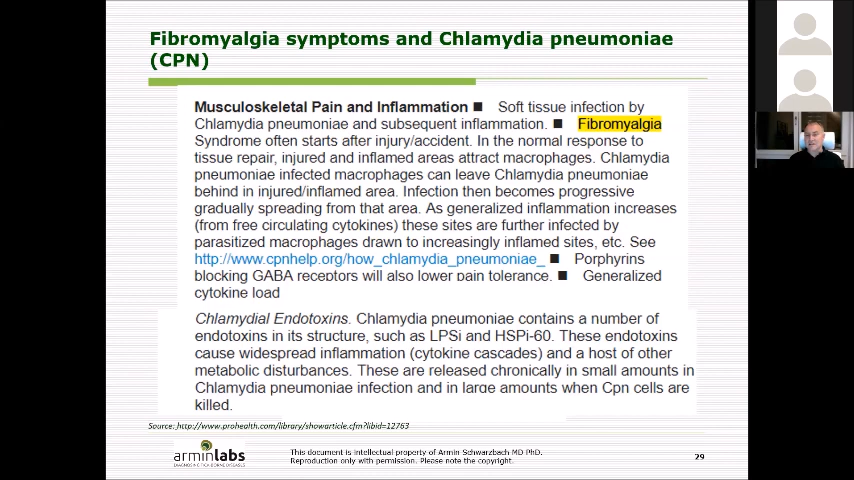 Fibromyalgia symptoms and Chlamydia pneumoniae
(CPN)
Musculoskeletal Pain and Inflammation ■ Soft tissue infection by
Chlamydia pneumoniae and subsequent inflammation. ■ Fibromyalgia
Syndrome often starts after injury/accident. In the normal response to
tissue repair, injured and inflamed areas attract macrophages. Chlamydia
pneumoniae infected macrophages can leave Chlamydia pneumoniae
behind in injured/inflamed area. Infection then becomes progressive
gradually spreading from that area. As generalized inflammation increases
(from free circulating cytokines) these sites are further infected by
parasitized macrophages drawn to increasingly inflamed sites, etc. See
http://www.cpnhelp.org/how_chlamydia_pneumoniae_ ■ Porphyrins
blocking GABA receptors will also lower pain tolerance. ■ Generalized
cytokine load
Chlamydial Endotoxins. Chlamydia pneumoniae contains a number of
endotoxins in its structure, such as LPSi and HSPi-60. These endotoxins
cause widespread inflammation (cytokine cascades) and a host of other
metabolic disturbances. These are released chronically in small amounts in
Chlamydia pneumoniae infection and in large amounts when Cpn cells are
killed.
Source: http://www.prohealth.com/library/showarticle.cfm?libid=12763
arminlabs
DIAGNOSING TICK-BORNE DISEASES
This document is intellectual property of Armin Schwarzbach MD PhD.
Reproduction only with permission. Please note the copyright.
29